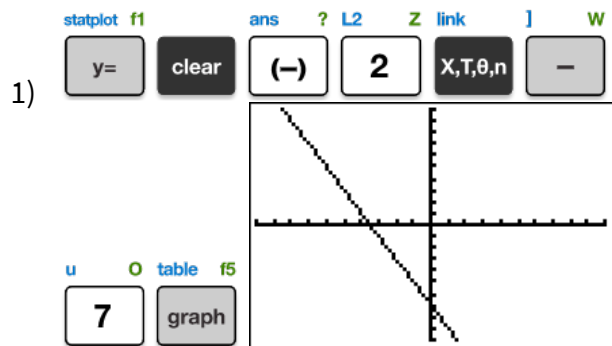 statplot f1 ans ? L2 Z link ] W
1) y= clear (−) 2 X,T,θ,n −
u O table f5
7 graph